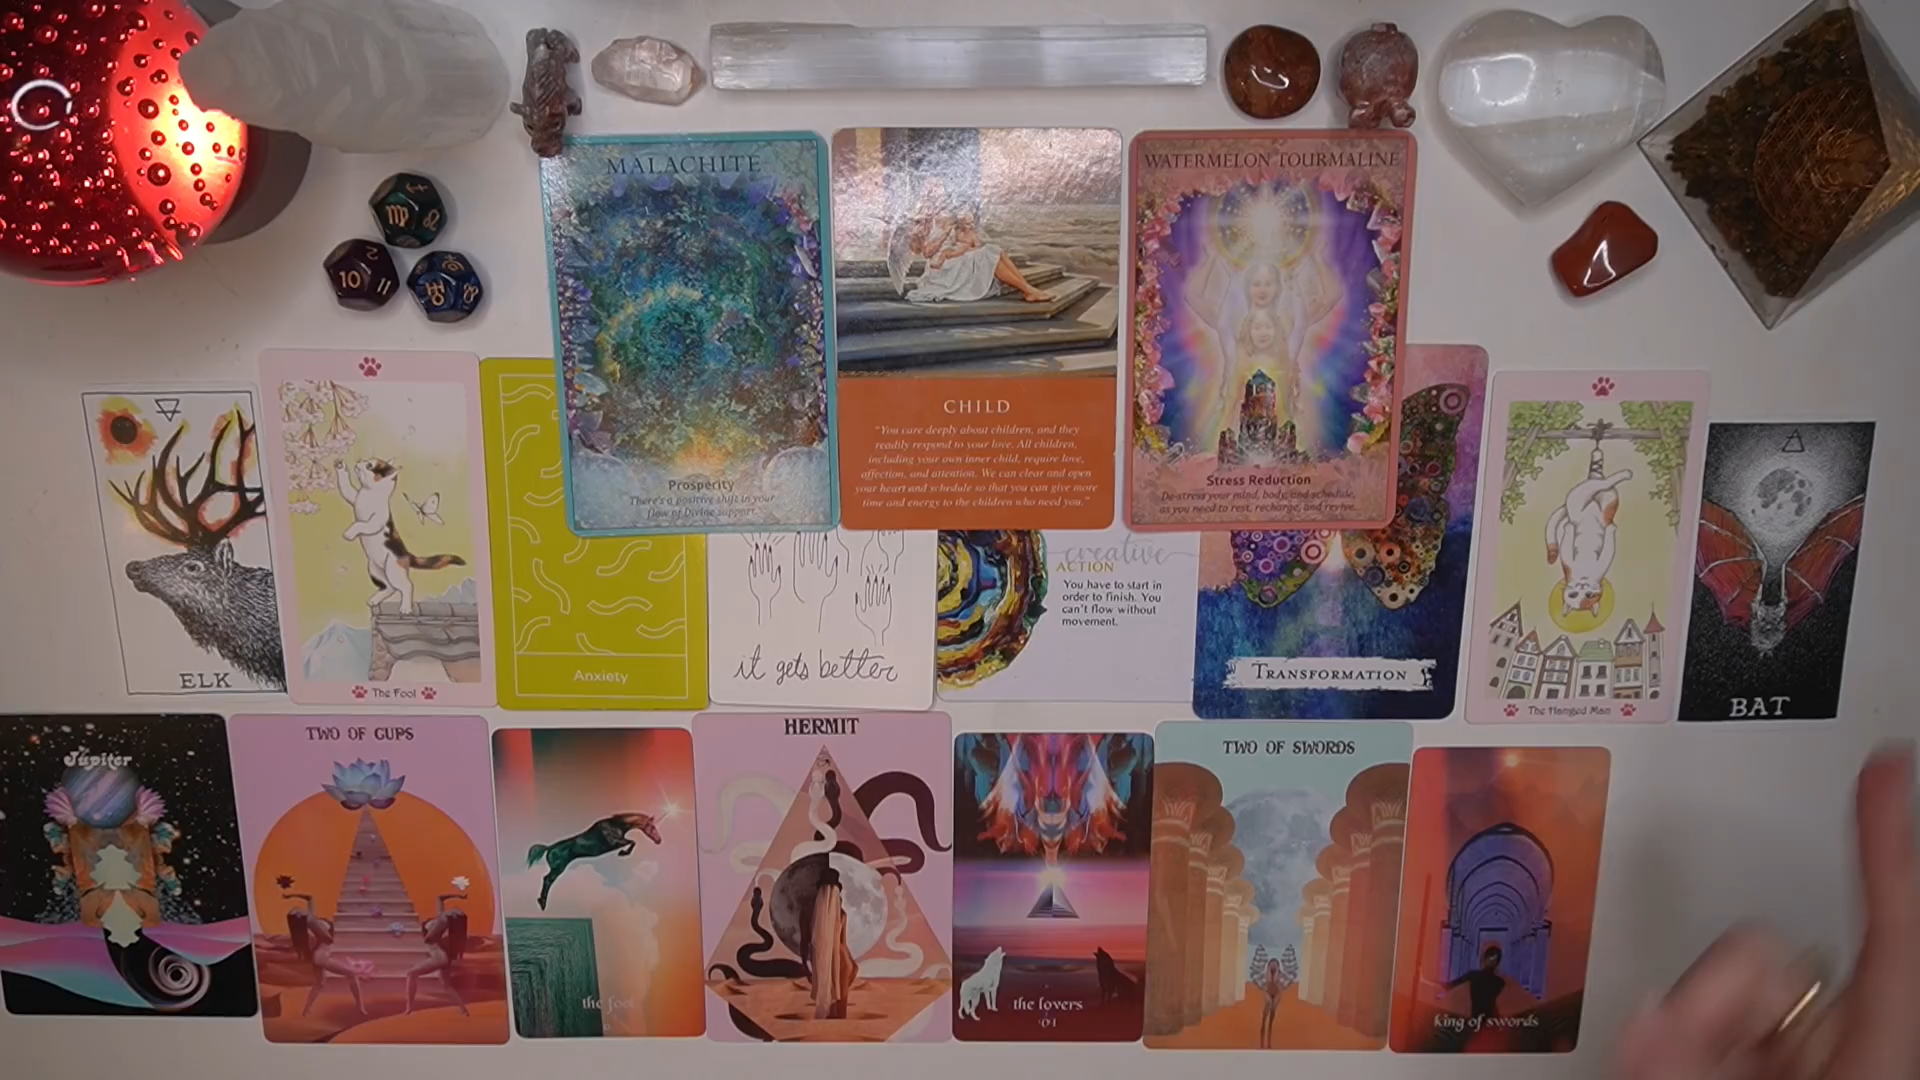 MALACHITE
Prosperity
There's a positive shift in your
flow of Divine support.
CHILD
"You care deeply about children, and they
readily respond to your love. All children,
including your own inner child, require love,
affection, and attention. We can clear and open
your heart and schedule so that you can give more
time and energy to the children who need you."
WATERMELON TOURMALINE
Stress Reduction
De-stress your mind, body, and schedule,
as you need to rest, recharge, and revive.
10
11
2
ELK
The Fool
Anxiety
it gets better
creative
ACTION
You have to start in
order to finish. You
can't flow without
movement.
TRANSFORMATION
The Hanged Man
BAT
Jupiter
TWO OF CUPS
the fool
0
HERMIT
the lovers
TWO OF SWORDS
king of swords